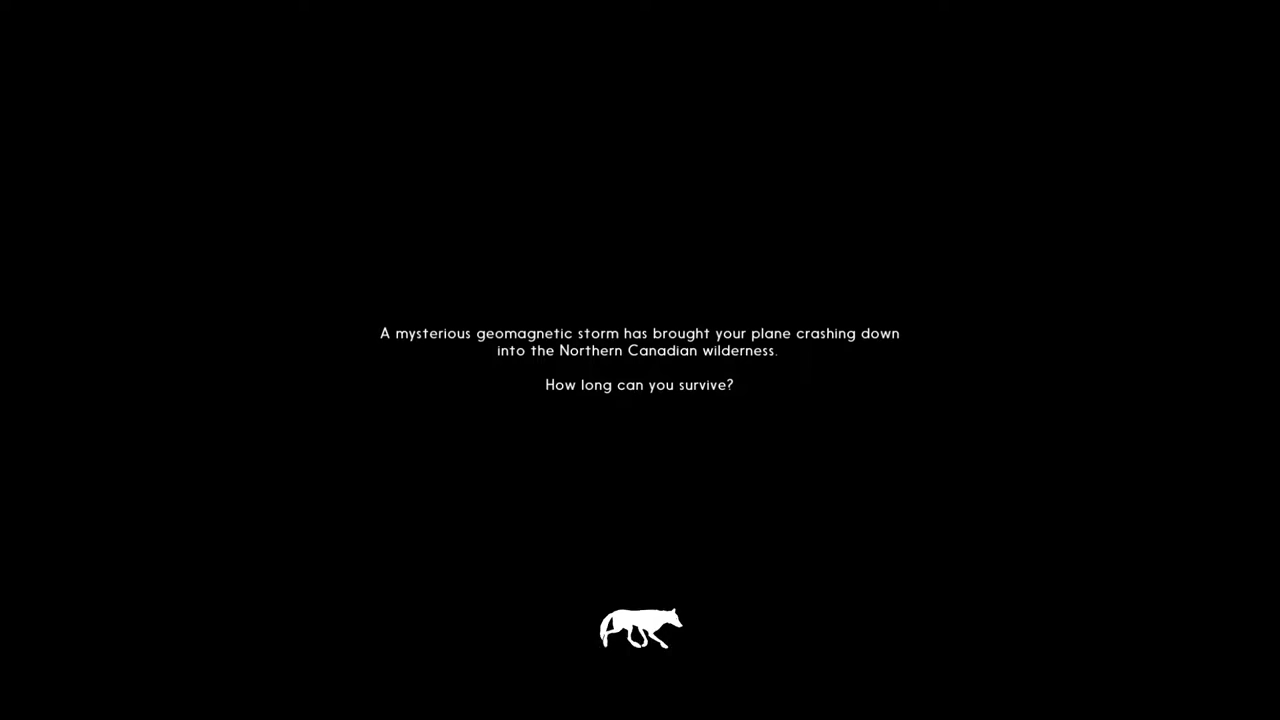 A mysterious geomagnetic storm has brought your plane crashing down
into the Northern Canadian wilderness.
How long can you survive?